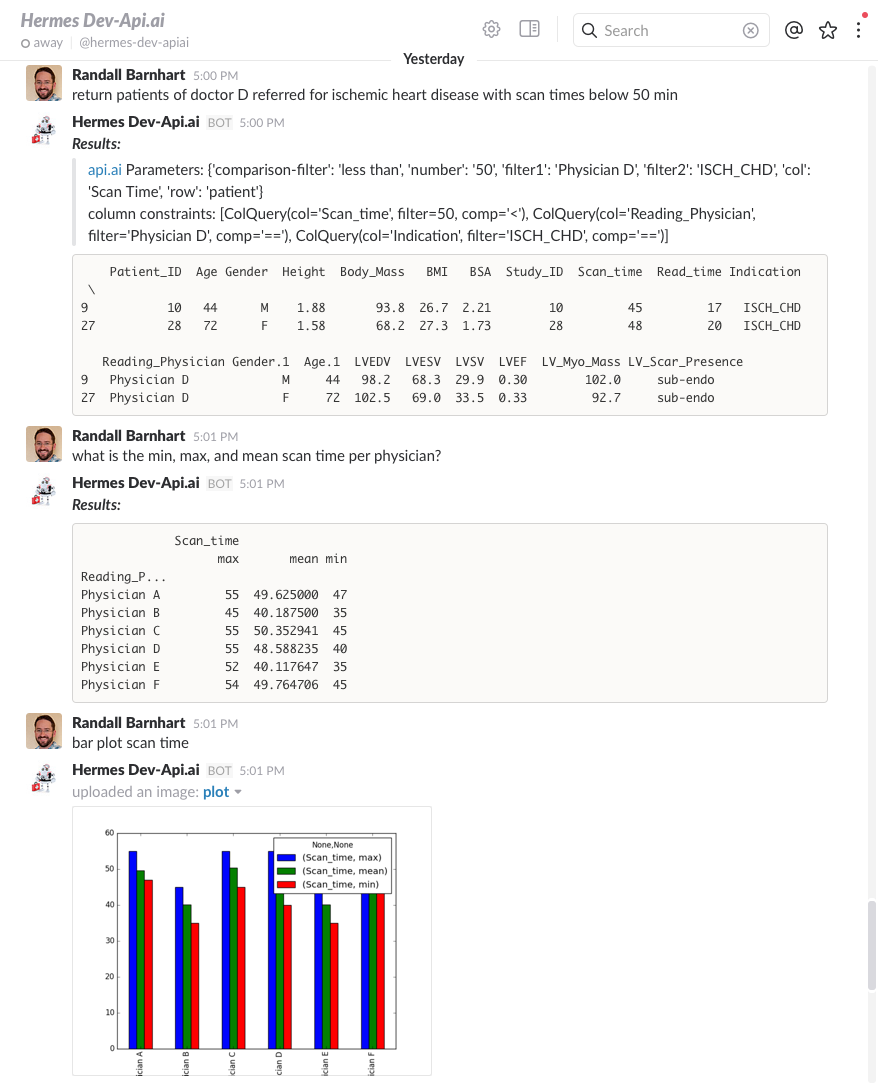 Hermes Dev-Api.ai
away | @hermes-dev-apiai
Search
Yesterday
Randall Barnhart 5:00 PM
return patients of doctor D referred for ischemic heart disease with scan times below 50 min
Hermes Dev-Api.ai BOT 5:00 PM
Results:
api.ai Parameters: {'comparison-filter': 'less than', 'number': '50', 'filter1': 'Physician D', 'filter2': 'ISCH_CHD', 'col':
'Scan Time', 'row': 'patient'}
column constraints: [ColQuery(col='Scan_time', filter=50, comp='<'), ColQuery(col='Reading_Physician',
filter='Physician D', comp='=='), ColQuery(col='Indication', filter='ISCH_CHD', comp='==')]
Patient_ID Age Gender Height Body_Mass BMI BSA Study_ID Scan_time Read_time Indication
\
9 10 44 M 1.88 93.8 26.7 2.21 10 45 17 ISCH_CHD
27 28 72 F 1.58 68.2 27.3 1.73 28 48 20 ISCH_CHD
Reading_Physician Gender.1 Age.1 LVEDV LVESV LVSV LVEF LV_Myo_Mass LV_Scar_Presence
9 Physician D M 44 98.2 68.3 29.9 0.30 102.0 sub-endo
27 Physician D F 72 102.5 69.0 33.5 0.33 92.7 sub-endo
Randall Barnhart 5:01 PM
what is the min, max, and mean scan time per physician?
Hermes Dev-Api.ai BOT 5:01 PM
Results:
Scan_time
max mean min
Reading_P...
Physician A 55 49.625000 47
Physician B 45 40.187500 35
Physician C 55 50.352941 45
Physician D 55 48.588235 40
Physician E 52 40.117647 35
Physician F 54 49.764706 45
Randall Barnhart 5:01 PM
bar plot scan time
Hermes Dev-Api.ai BOT 5:01 PM
uploaded an image: plot
60
None,None
(Scan_time, max)
(Scan_time, mean)
(Scan_time, min)
50
40
30
20
10
0
ician A
ician B
ician C
ician D
ician E
ician F